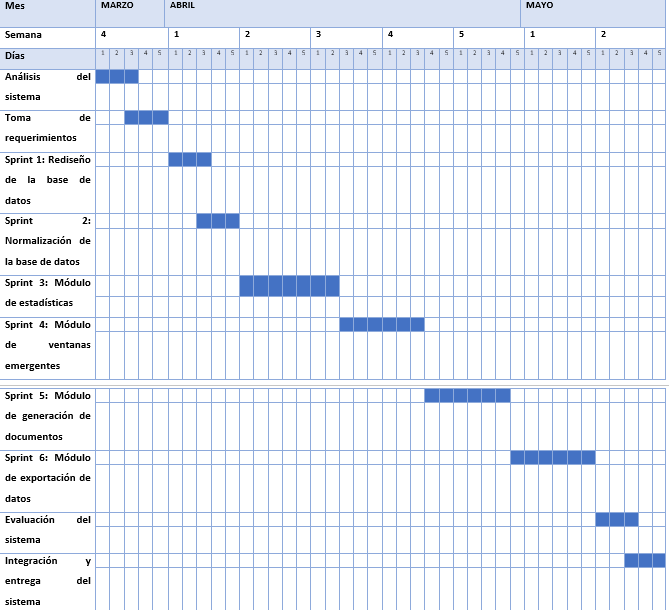 Mes MARZO ABRIL MAYO
Semana 4 1 2 3 4 5 1 2
Días 1 2 3 4 5 1 2 3 4 5 1 2 3 4 5 1 2 3 4 5 1 2 3 4 5 1 2 3 4 5 1 2 3 4 5 1 2 3 4 5
Análisis del
sistema
Toma de
requerimientos
Sprint 1: Rediseño
de la base de
datos
Sprint 2:
Normalización de
la base de datos
Sprint 3: Módulo
de estadísticas
Sprint 4: Módulo
de ventanas
emergentes
Sprint 5: Módulo
de generación de
documentos
Sprint 6: Módulo
de exportación de
datos
Evaluación del
sistema
Integración y
entrega del
sistema